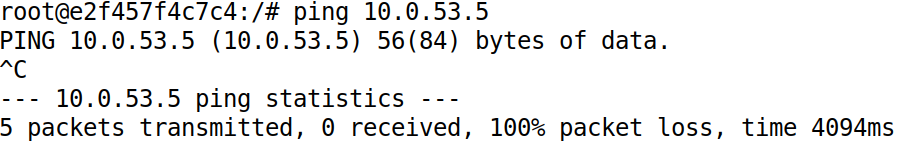 root@e2f457f4c7c4:/# ping 10.0.53.5
PING 10.0.53.5 (10.0.53.5) 56(84) bytes of data.
^C
--- 10.0.53.5 ping statistics ---
5 packets transmitted, 0 received, 100% packet loss, time 4094ms